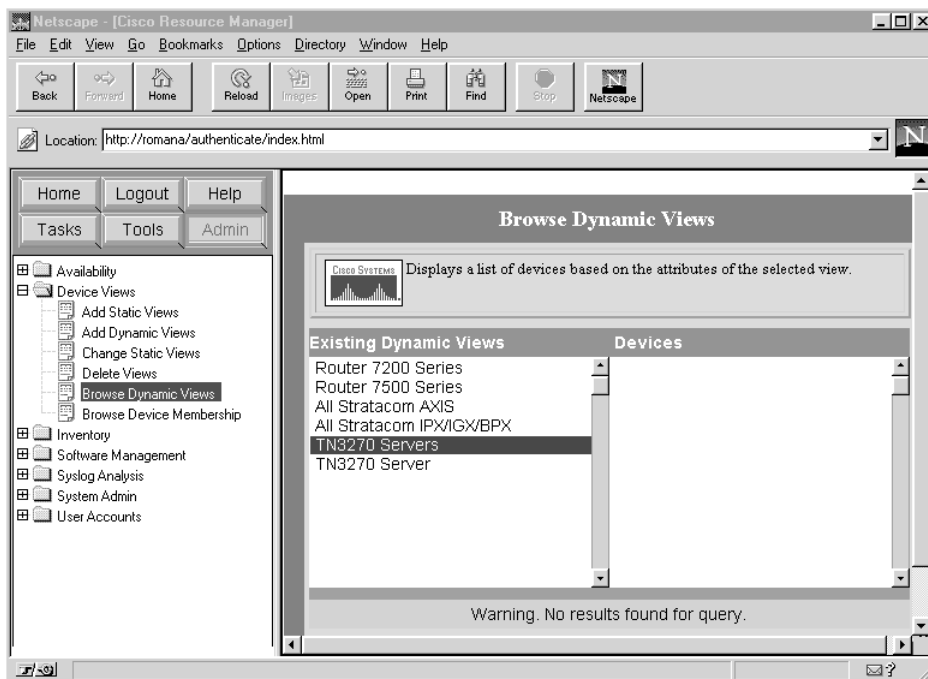 Netscape - [Cisco Resource Manager]
File Edit View Go Bookmarks Options Directory Window Help
Back Forward Home Reload Images Open Print Find Stop Netscape
N
Location: http://romana/authenticate/index.html
N
Home Logout Help
Tasks Tools Admin
Availability
Device Views
Add Static Views
Add Dynamic Views
Change Static Views
Delete Views
Browse Dynamic Views
Browse Device Membership
Inventory
Software Management
Syslog Analysis
System Admin
User Accounts
Browse Dynamic Views
CISCO SYSTEMS
Displays a list of devices based on the attributes of the selected view.
Existing Dynamic Views Devices
Router 7200 Series
Router 7500 Series
All Stratacom AXIS
All Stratacom IPX/IGX/BPX
TN3270 Servers
TN3270 Server
Warning. No results found for query.
?